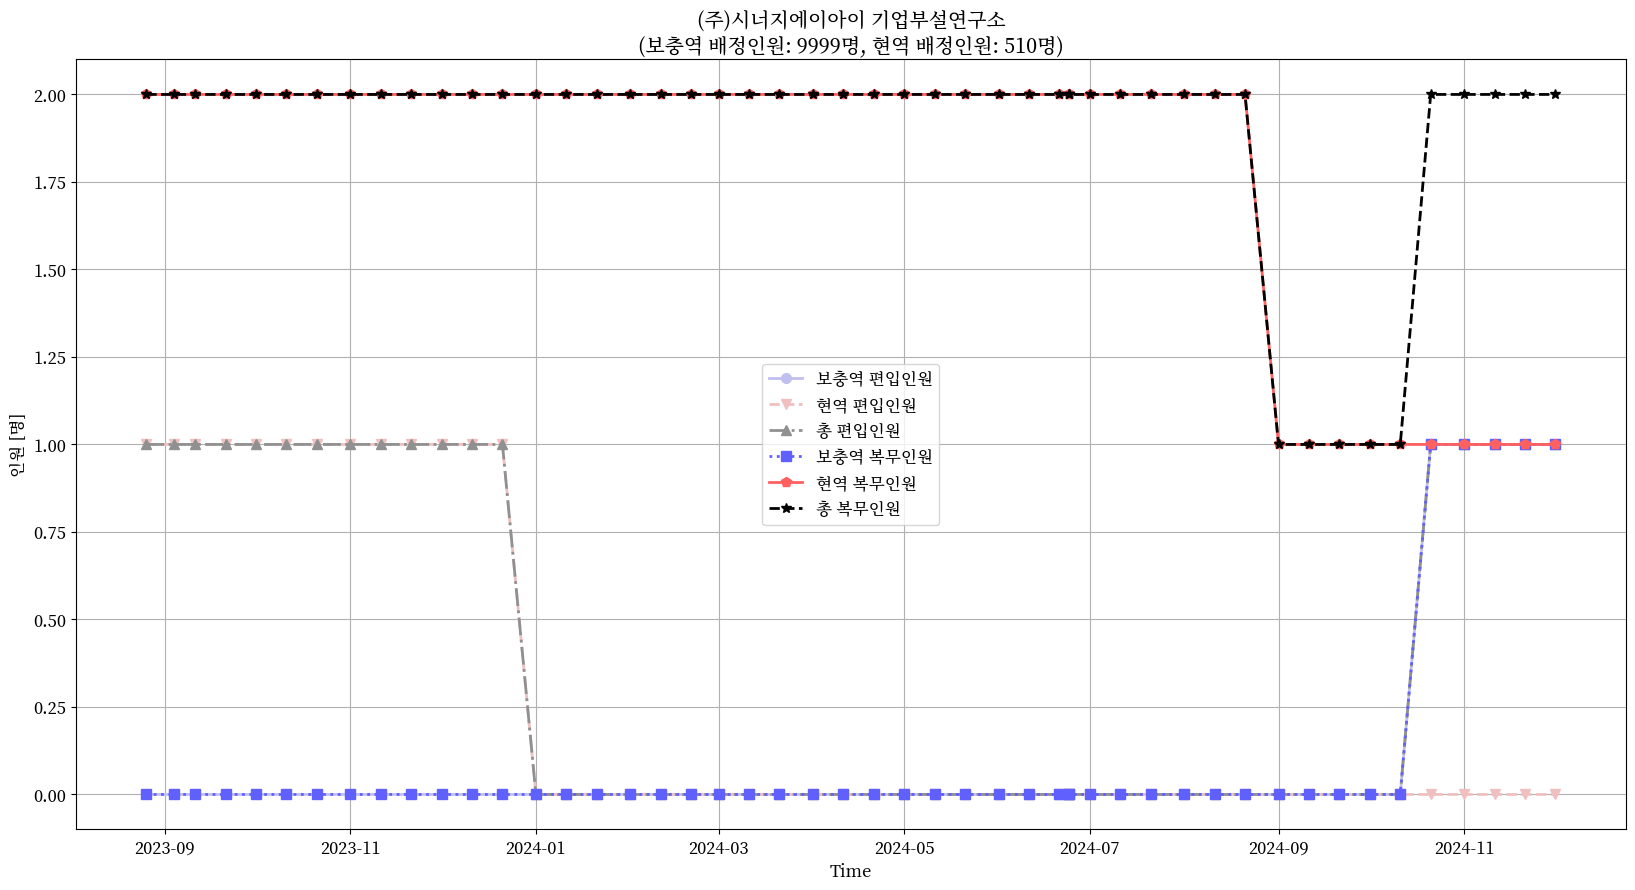 (주)시너지에이아이 기업부설연구소
(보충역 배정인원: 9999명, 현역 배정인원: 510명)
인원 [명]
2.00
1.75
1.50
1.25
1.00
0.75
0.50
0.25
0.00
보충역 편입인원
현역 편입인원
총 편입인원
보충역 복무인원
현역 복무인원
총 복무인원
2023-09
2023-11
2024-01
2024-03
2024-05
2024-07
2024-09
2024-11
Time